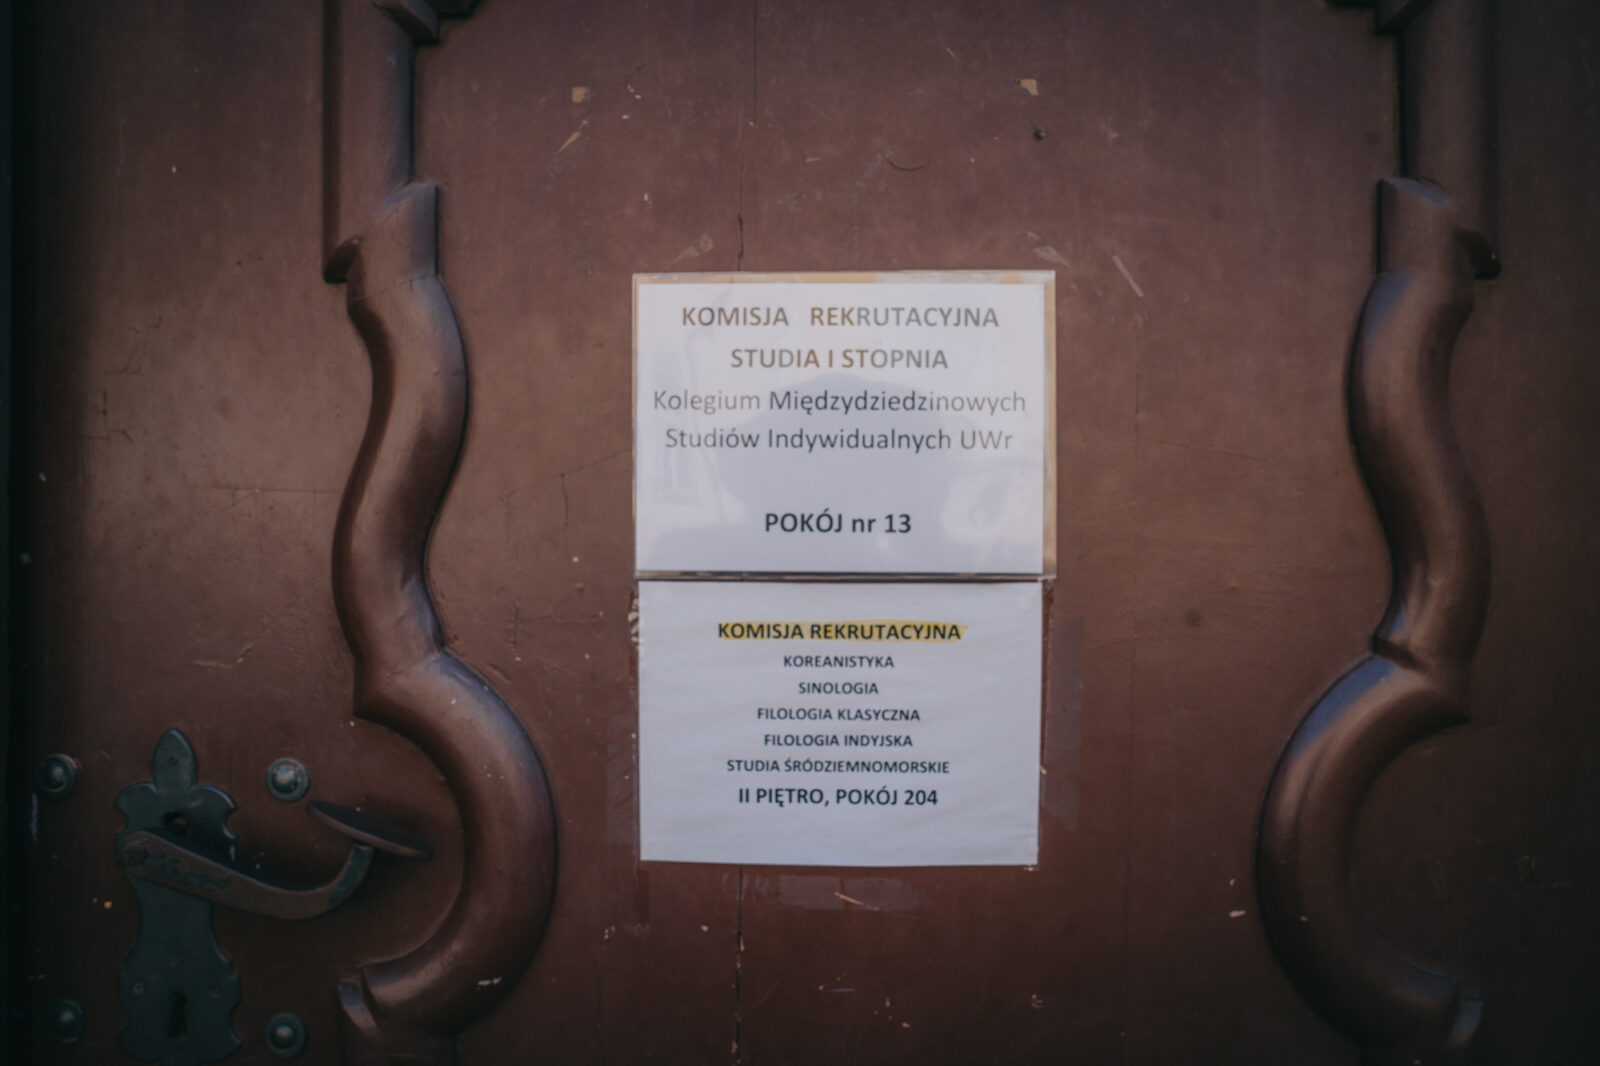 KOMISJA REKRUTACYJNA
STUDIA I STOPNIA
Kolegium Międzydziedzinowych
Studiów Indywidualnych UWr
POKÓJ nr 13
KOMISJA REKRUTACYJNA
KOREANISTYKA
SINOLOGIA
FILOLOGIA KLASYCZNA
FILOLOGIA INDYJSKA
STUDIA ŚRÓDZIEMNOMORSKIE
II PIĘTRO, POKÓJ 204